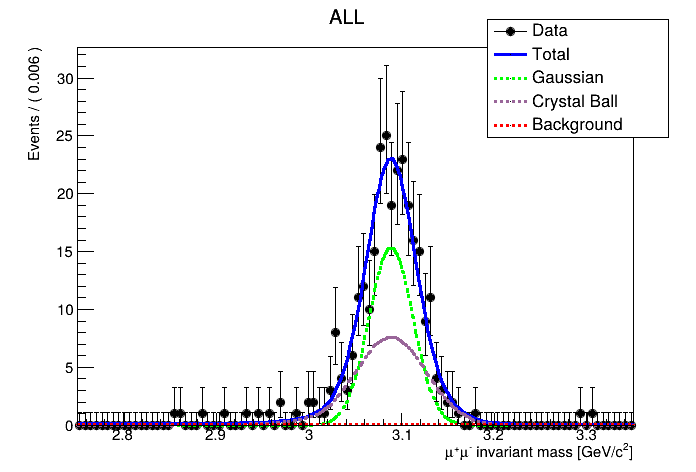 ALL
Data
Total
Gaussian
Crystal Ball
Background
Events / ( 0.006 )
30
25
20
15
10
5
0
2.8 2.9 3 3.1 3.2 3.3
μ⁺μ⁻ invariant mass [GeV/c²]